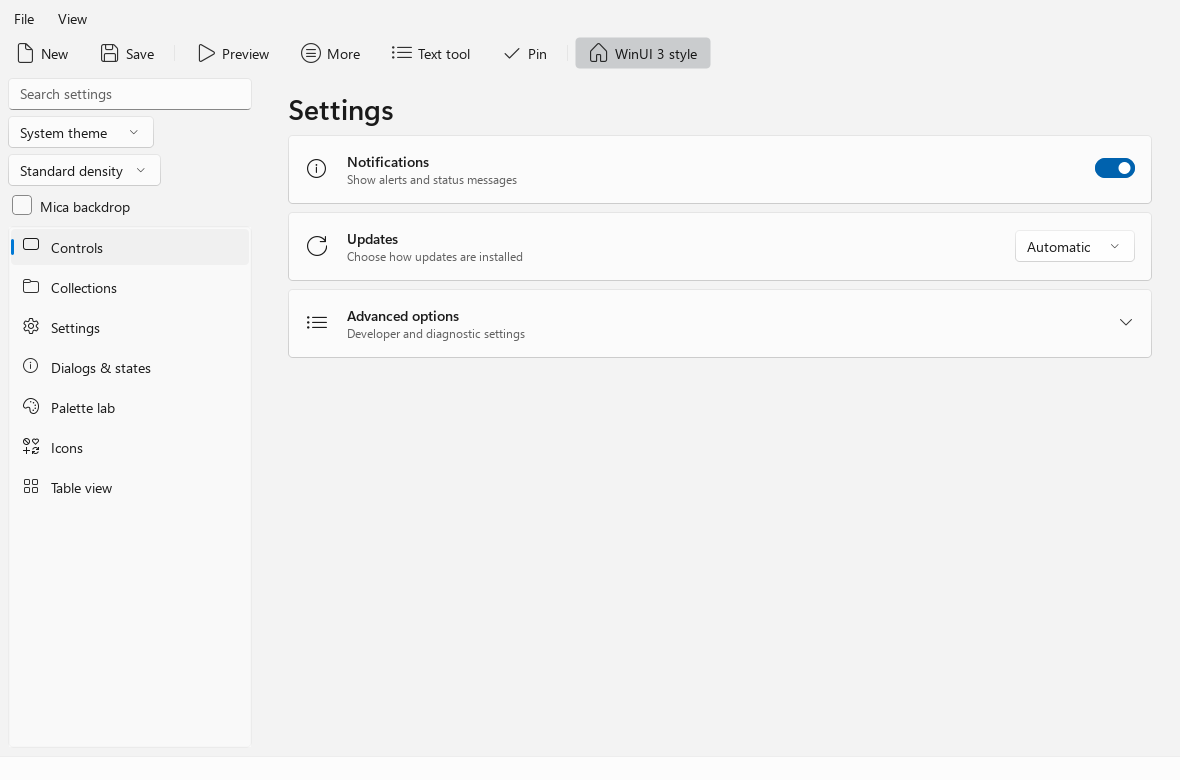 File View
New Save Preview More Text tool Pin WinUI 3 style
Search settings
System theme
Standard density
Mica backdrop
Controls
Collections
Settings
Dialogs & states
Palette lab
Icons
Table view
Settings
Notifications
Show alerts and status messages
Updates
Choose how updates are installed
Automatic
Advanced options
Developer and diagnostic settings